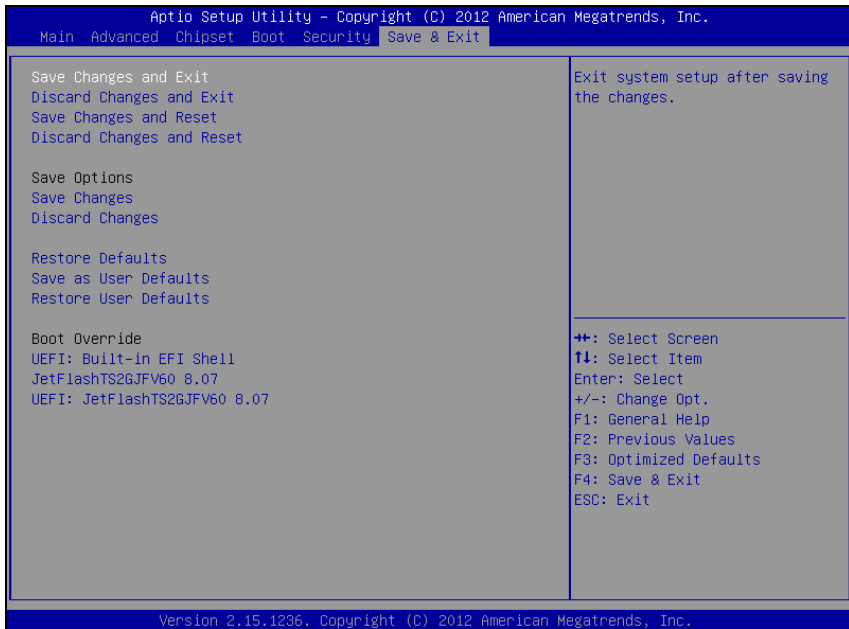 Aptio Setup Utility – Copyright (C) 2012 American Megatrends, Inc.
Main Advanced Chipset Boot Security Save & Exit
Save Changes and Exit
Discard Changes and Exit
Save Changes and Reset
Discard Changes and Reset
Save Options
Save Changes
Discard Changes
Restore Defaults
Save as User Defaults
Restore User Defaults
Boot Override
UEFI: Built-in EFI Shell
JetFlashTS2GJFV60 8.07
UEFI: JetFlashTS2GJFV60 8.07
Exit system setup after saving
the changes.
→←: Select Screen
↑↓: Select Item
Enter: Select
+/-: Change Opt.
F1: General Help
F2: Previous Values
F3: Optimized Defaults
F4: Save & Exit
ESC: Exit
Version 2.15.1236. Copyright (C) 2012 American Megatrends, Inc.